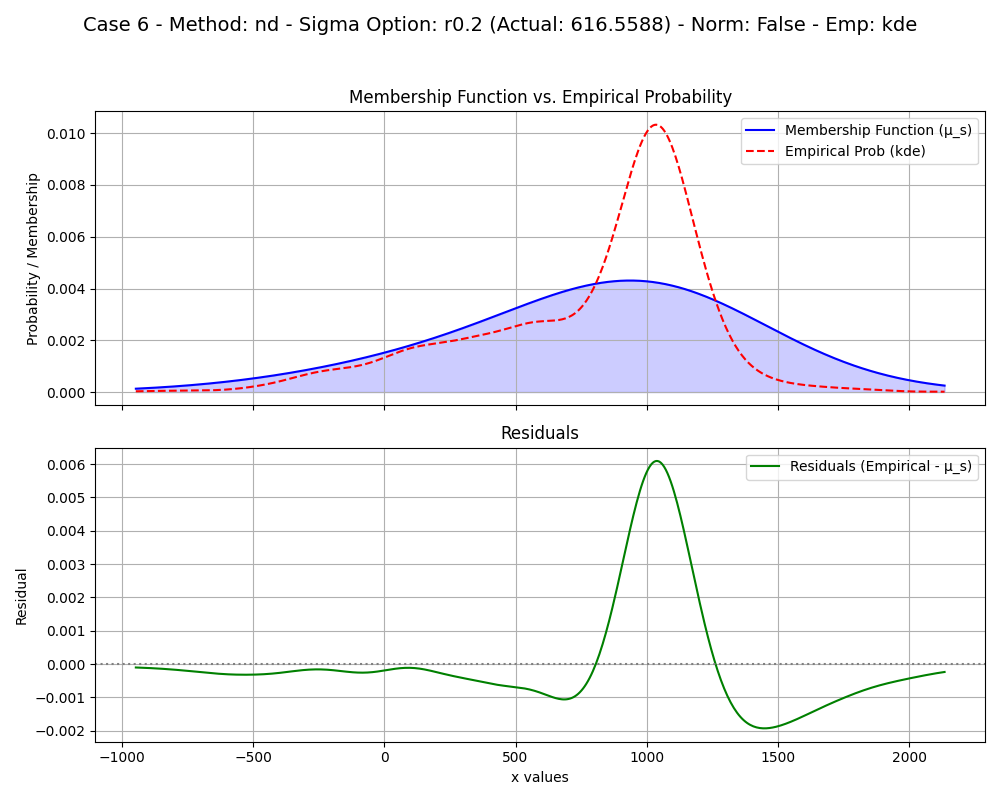 Case 6 - Method: nd - Sigma Option: r0.2 (Actual: 616.5588) - Norm: False - Emp: kde
Membership Function vs. Empirical Probability
Probability / Membership
0.010
0.008
0.006
0.004
0.002
0.000
Membership Function (μ_s)
Empirical Prob (kde)
Residuals
Residual
0.006
0.005
0.004
0.003
0.002
0.001
0.000
−0.001
−0.002
Residuals (Empirical - μ_s)
−1000
−500
0
500
1000
1500
2000
x values